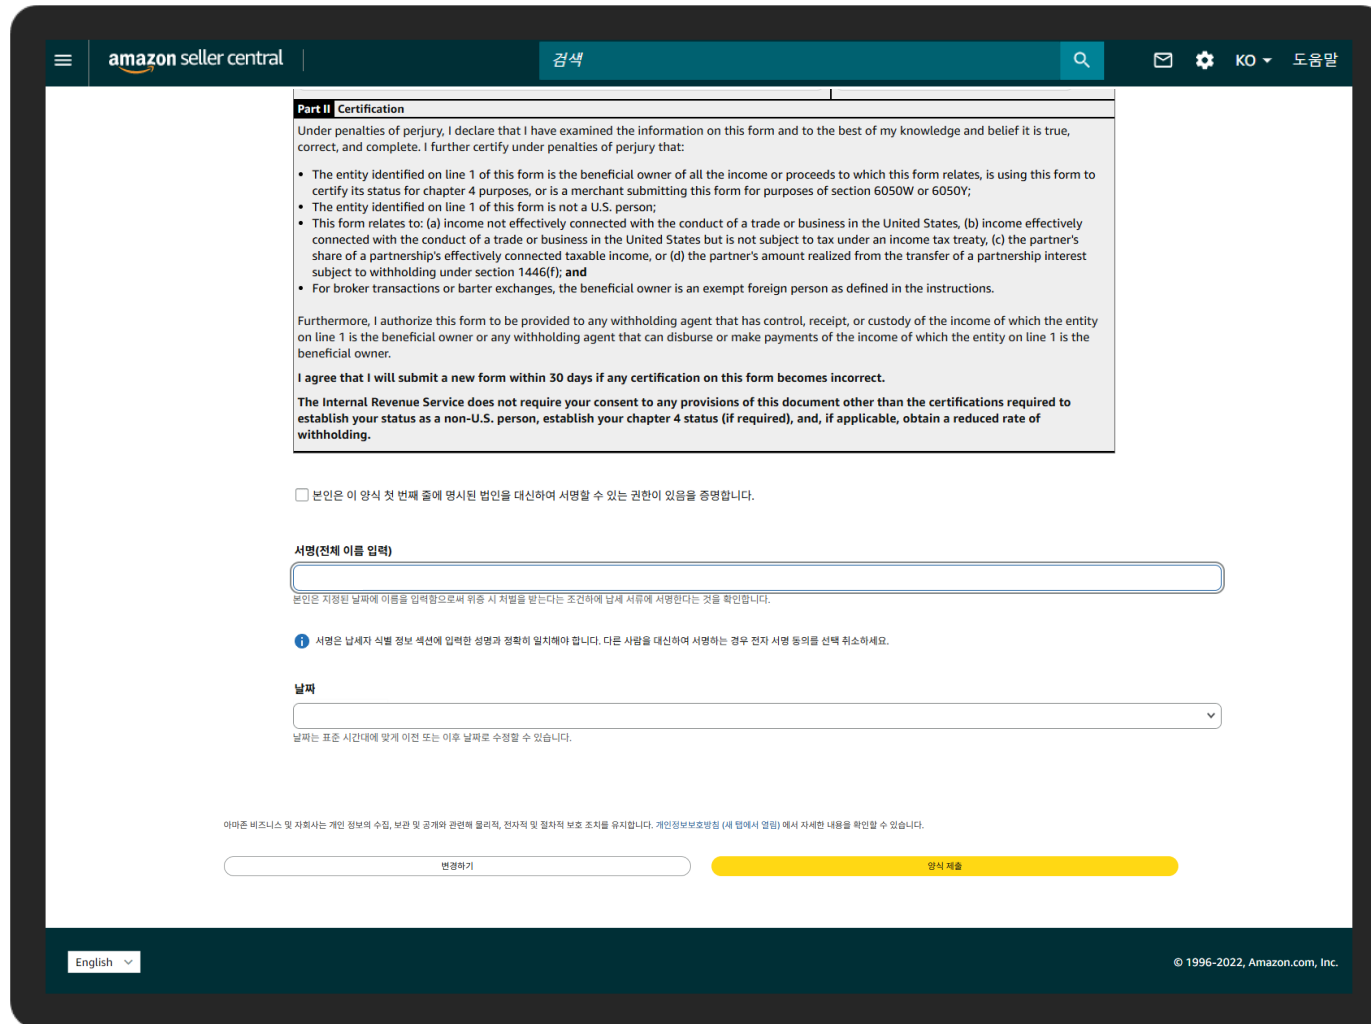 amazon seller central
검색
KO
도움말
Part II Certification
Under penalties of perjury, I declare that I have examined the information on this form and to the best of my knowledge and belief it is true,
correct, and complete. I further certify under penalties of perjury that:
• The entity identified on line 1 of this form is the beneficial owner of all the income or proceeds to which this form relates, is using this form to
certify its status for chapter 4 purposes, or is a merchant submitting this form for purposes of section 6050W or 6050Y;
• The entity identified on line 1 of this form is not a U.S. person;
• This form relates to: (a) income not effectively connected with the conduct of a trade or business in the United States, (b) income effectively
connected with the conduct of a trade or business in the United States but is not subject to tax under an income tax treaty, (c) the partner's
share of a partnership's effectively connected taxable income, or (d) the partner's amount realized from the transfer of a partnership interest
subject to withholding under section 1446(f); and
• For broker transactions or barter exchanges, the beneficial owner is an exempt foreign person as defined in the instructions.
Furthermore, I authorize this form to be provided to any withholding agent that has control, receipt, or custody of the income of which the entity
on line 1 is the beneficial owner or any withholding agent that can disburse or make payments of the income of which the entity on line 1 is the
beneficial owner.
I agree that I will submit a new form within 30 days if any certification on this form becomes incorrect.
The Internal Revenue Service does not require your consent to any provisions of this document other than the certifications required to
establish your status as a non-U.S. person, establish your chapter 4 status (if required), and, if applicable, obtain a reduced rate of
withholding.
본인은 이 양식 첫 번째 줄에 명시된 법인을 대신하여 서명할 수 있는 권한이 있음을 증명합니다.
서명(전체 이름 입력)
본인은 지정된 날짜에 이름을 입력함으로써 위증 시 처벌을 받는다는 조건하에 납세 서류에 서명한다는 것을 확인합니다.
서명은 납세자 식별 정보 섹션에 입력한 성명과 정확히 일치해야 합니다. 다른 사람을 대신하여 서명하는 경우 전자 서명 동의를 선택 취소하세요.
날짜
날짜는 표준 시간대에 맞게 이전 또는 이후 날짜로 수정할 수 있습니다.
아마존 비즈니스 및 자회사는 개인 정보의 수집, 보관 및 공개와 관련해 물리적, 전자적 및 절차적 보호 조치를 유지합니다. 개인정보보호방침 (새 탭에서 열림) 에서 자세한 내용을 확인할 수 있습니다.
변경하기
양식 제출
English
© 1996-2022, Amazon.com, Inc.